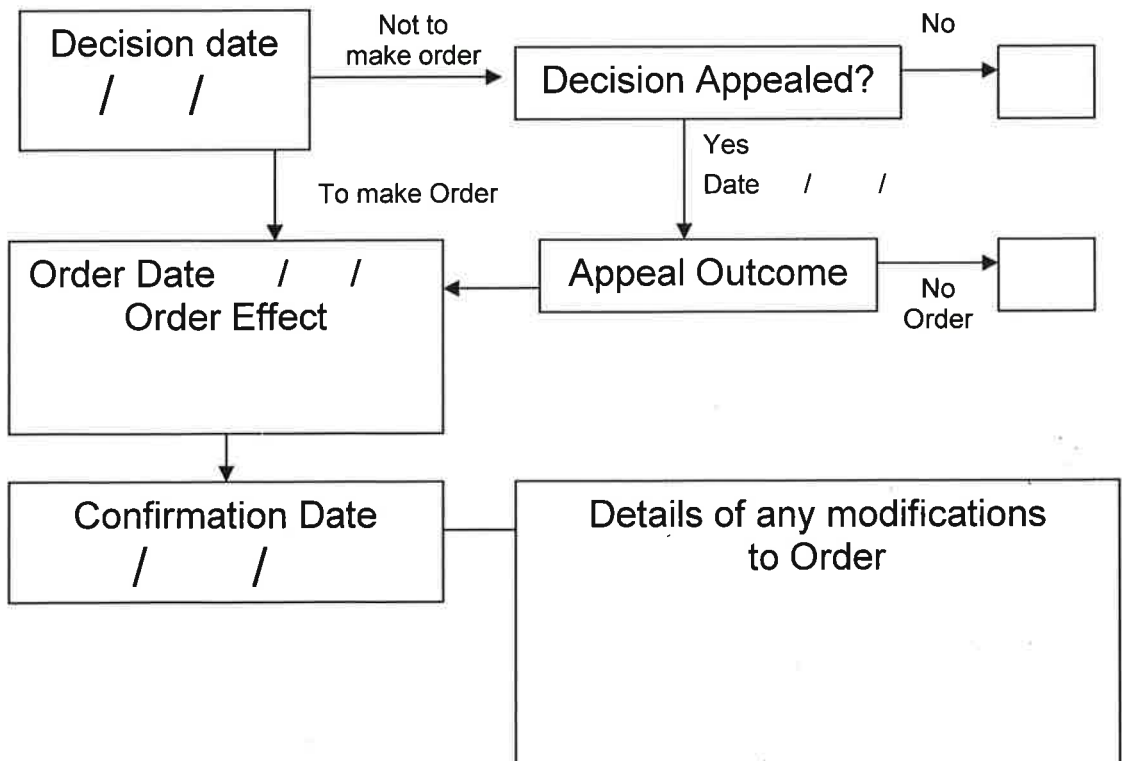 Decision date
/ /
Not to
make order
Decision Appealed?
No
To make Order
Yes
Date / /
Order Date / /
Order Effect
Appeal Outcome
No
Order
Confirmation Date
/ /
Details of any modifications
to Order